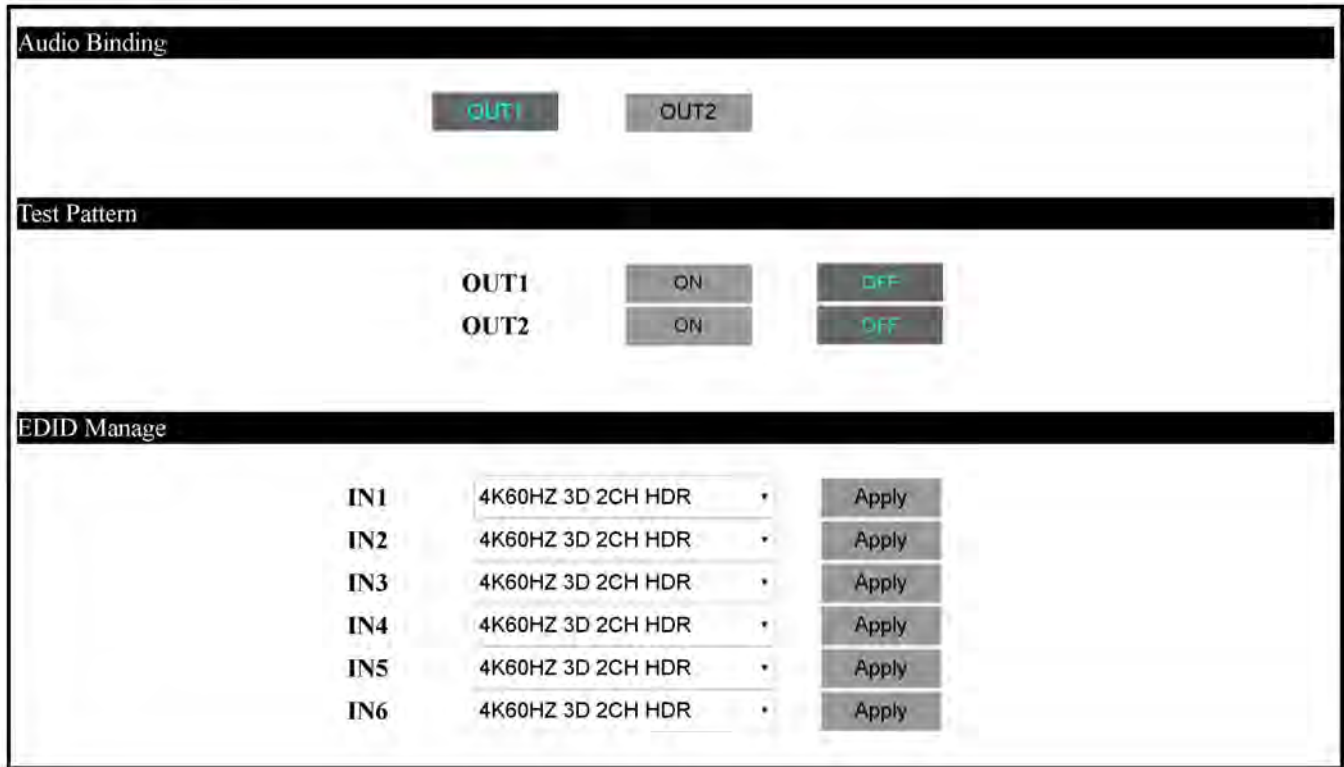 Audio Binding
OUT1 OUT2
Test Pattern
OUT1 ON OFF
OUT2 ON OFF
EDID Manage
IN1 4K60HZ 3D 2CH HDR Apply
IN2 4K60HZ 3D 2CH HDR Apply
IN3 4K60HZ 3D 2CH HDR Apply
IN4 4K60HZ 3D 2CH HDR Apply
IN5 4K60HZ 3D 2CH HDR Apply
IN6 4K60HZ 3D 2CH HDR Apply